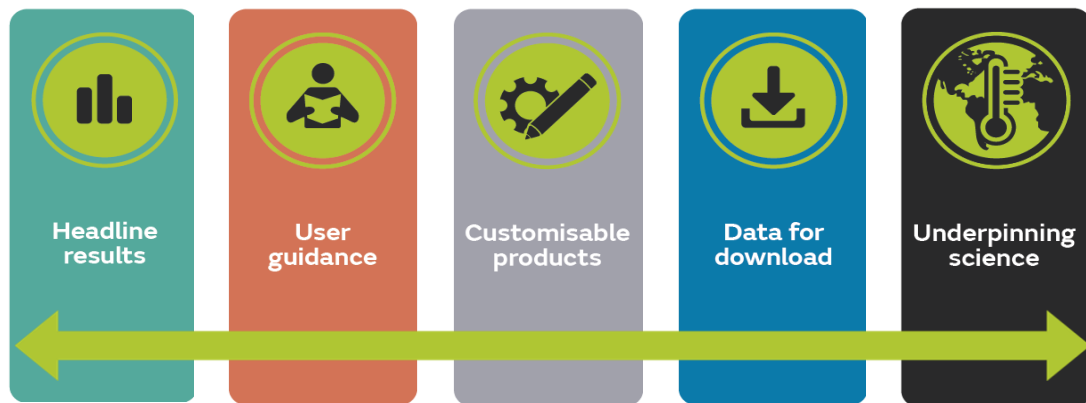 Headline
results
User
guidance
Customisable
products
Data for
download
Underpinning
science